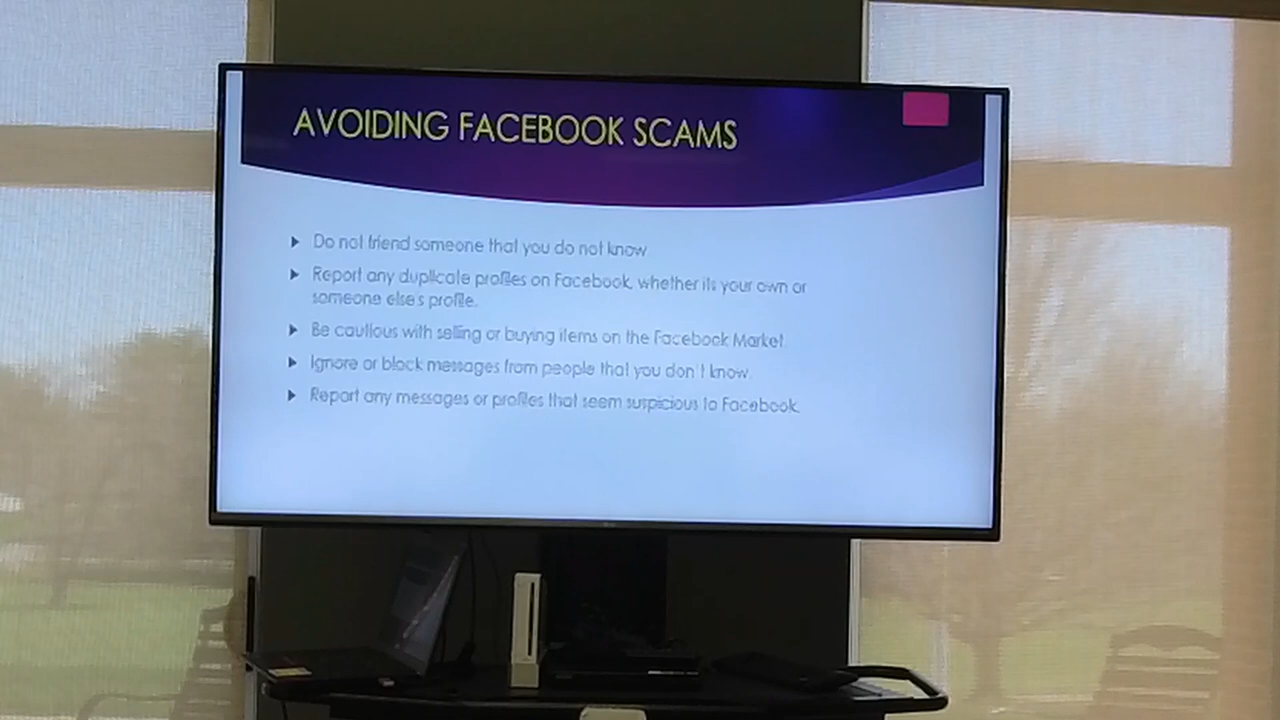 AVOIDING FACEBOOK SCAMS
Do not friend someone that you do not know
Report any duplicate profiles on Facebook, whether its your own or
someone else's profile.
Be cautious with selling or buying items on the Facebook Market.
Ignore or block messages from people that you don't know.
Report any messages or profiles that seem suspicious to Facebook.